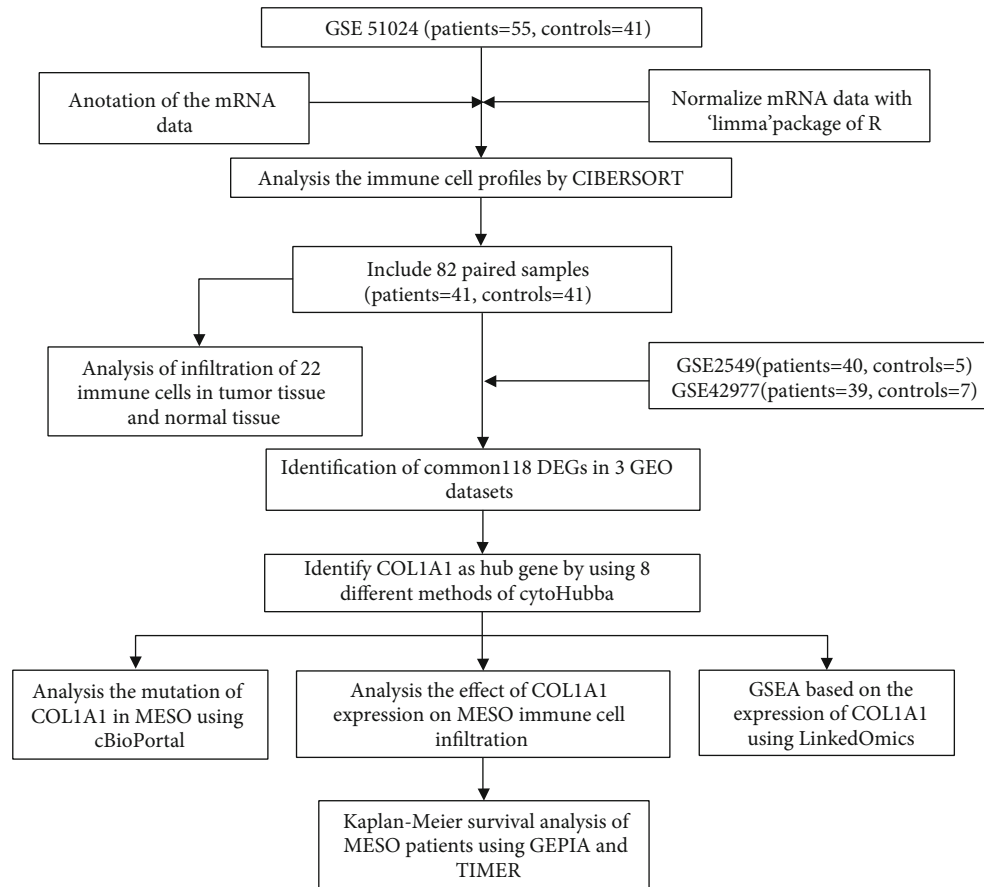 GSE 51024 (patients=55, controls=41)
Anotation of the mRNA
data
Normalize mRNA data with
‘limma’package of R
Analysis the immune cell profiles by CIBERSORT
Include 82 paired samples
(patients=41, controls=41)
Analysis of infiltration of 22
immune cells in tumor tissue
and normal tissue
GSE2549(patients=40, controls=5)
GSE42977(patients=39, controls=7)
Identification of common118 DEGs in 3 GEO
datasets
Identify COL1A1 as hub gene by using 8
different methods of cytoHubba
Analysis the mutation of
COL1A1 in MESO using
cBioPortal
Analysis the effect of COL1A1
expression on MESO immune cell
infiltration
GSEA based on the
expression of COL1A1
using LinkedOmics
Kaplan-Meier survival analysis of
MESO patients using GEPIA and
TIMER